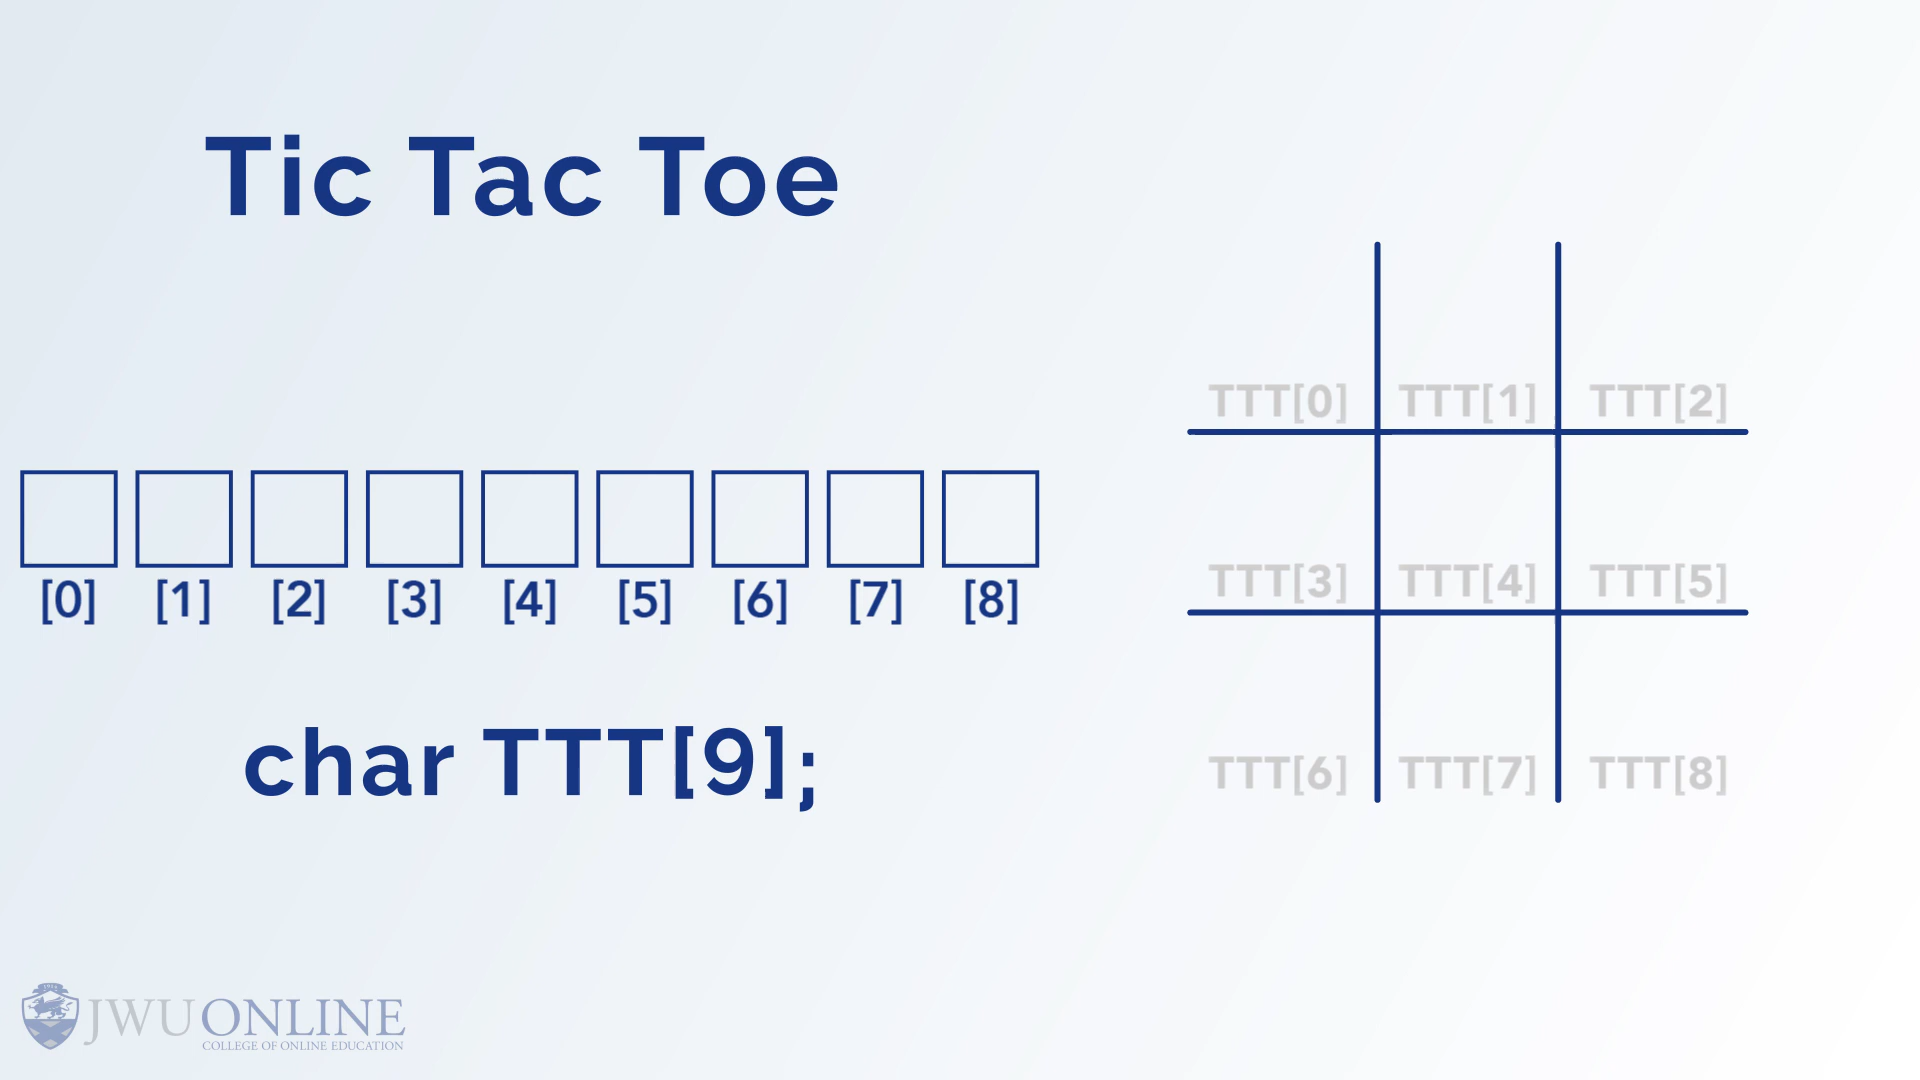 Tic Tac Toe
[0] [1] [2] [3] [4] [5] [6] [7] [8]
char TTT[9];
TTT[0] TTT[1] TTT[2]
TTT[3] TTT[4] TTT[5]
TTT[6] TTT[7] TTT[8]
JWU ONLINE
COLLEGE OF ONLINE EDUCATION